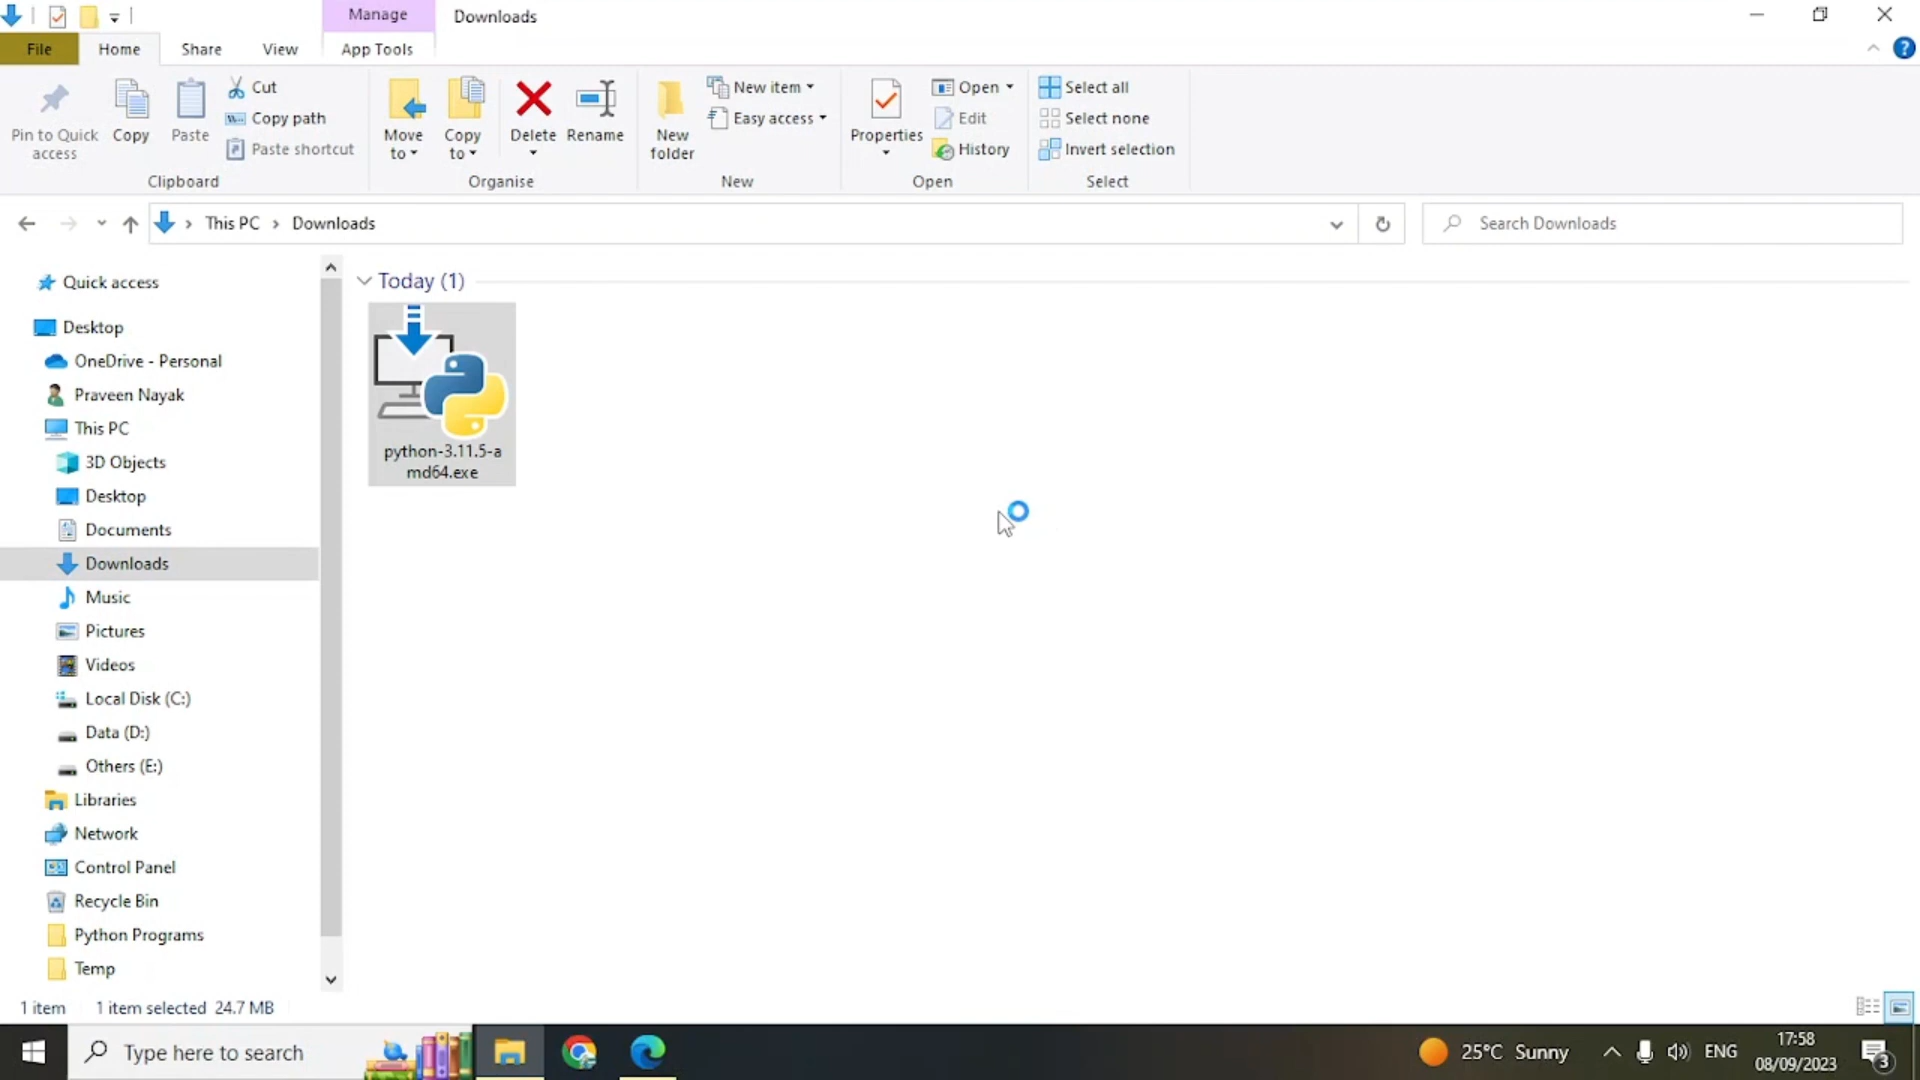 Manage
Downloads
File
Home
Share
View
App Tools
Pin to Quick
access
Copy
Paste
Cut
Copy path
Paste shortcut
Clipboard
Move
to
Copy
to
Delete
Rename
Organise
New
folder
New item
Easy access
New
Properties
Open
Edit
History
Open
Select all
Select none
Invert selection
Select
This PC
Downloads
Search Downloads
Quick access
Desktop
OneDrive - Personal
Praveen Nayak
This PC
3D Objects
Desktop
Documents
Downloads
Music
Pictures
Videos
Local Disk (C:)
Data (D:)
Others (E:)
Libraries
Network
Control Panel
Recycle Bin
Python Programs
Temp
Today (1)
python-3.11.5-a
md64.exe
1 item
1 item selected 24.7 MB
Type here to search
25°C Sunny
ENG
17:58
08/09/2023
3